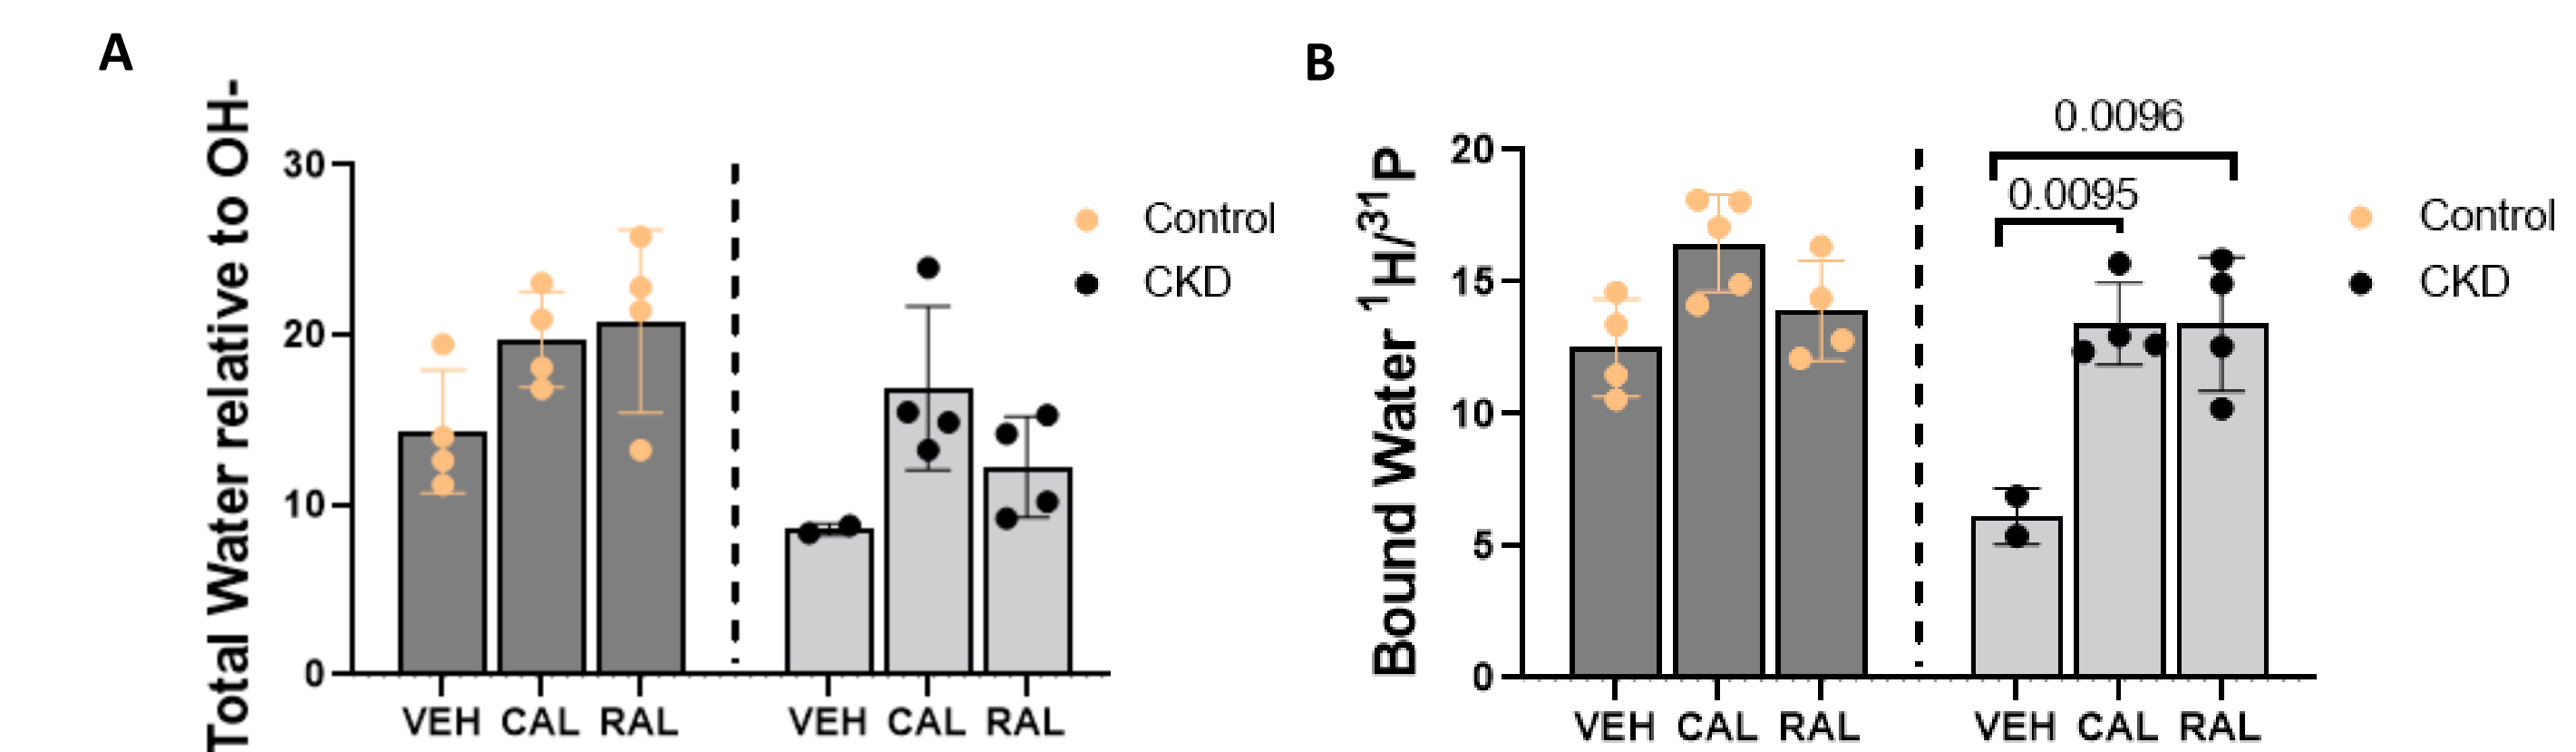 A
Total Water relative to OH-
30
20
10
0
VEH CAL RAL VEH CAL RAL
Control
CKD
B
Bound Water ¹H/³¹P
20
15
10
5
0
0.0096
0.0095
VEH CAL RAL VEH CAL RAL
Control
CKD